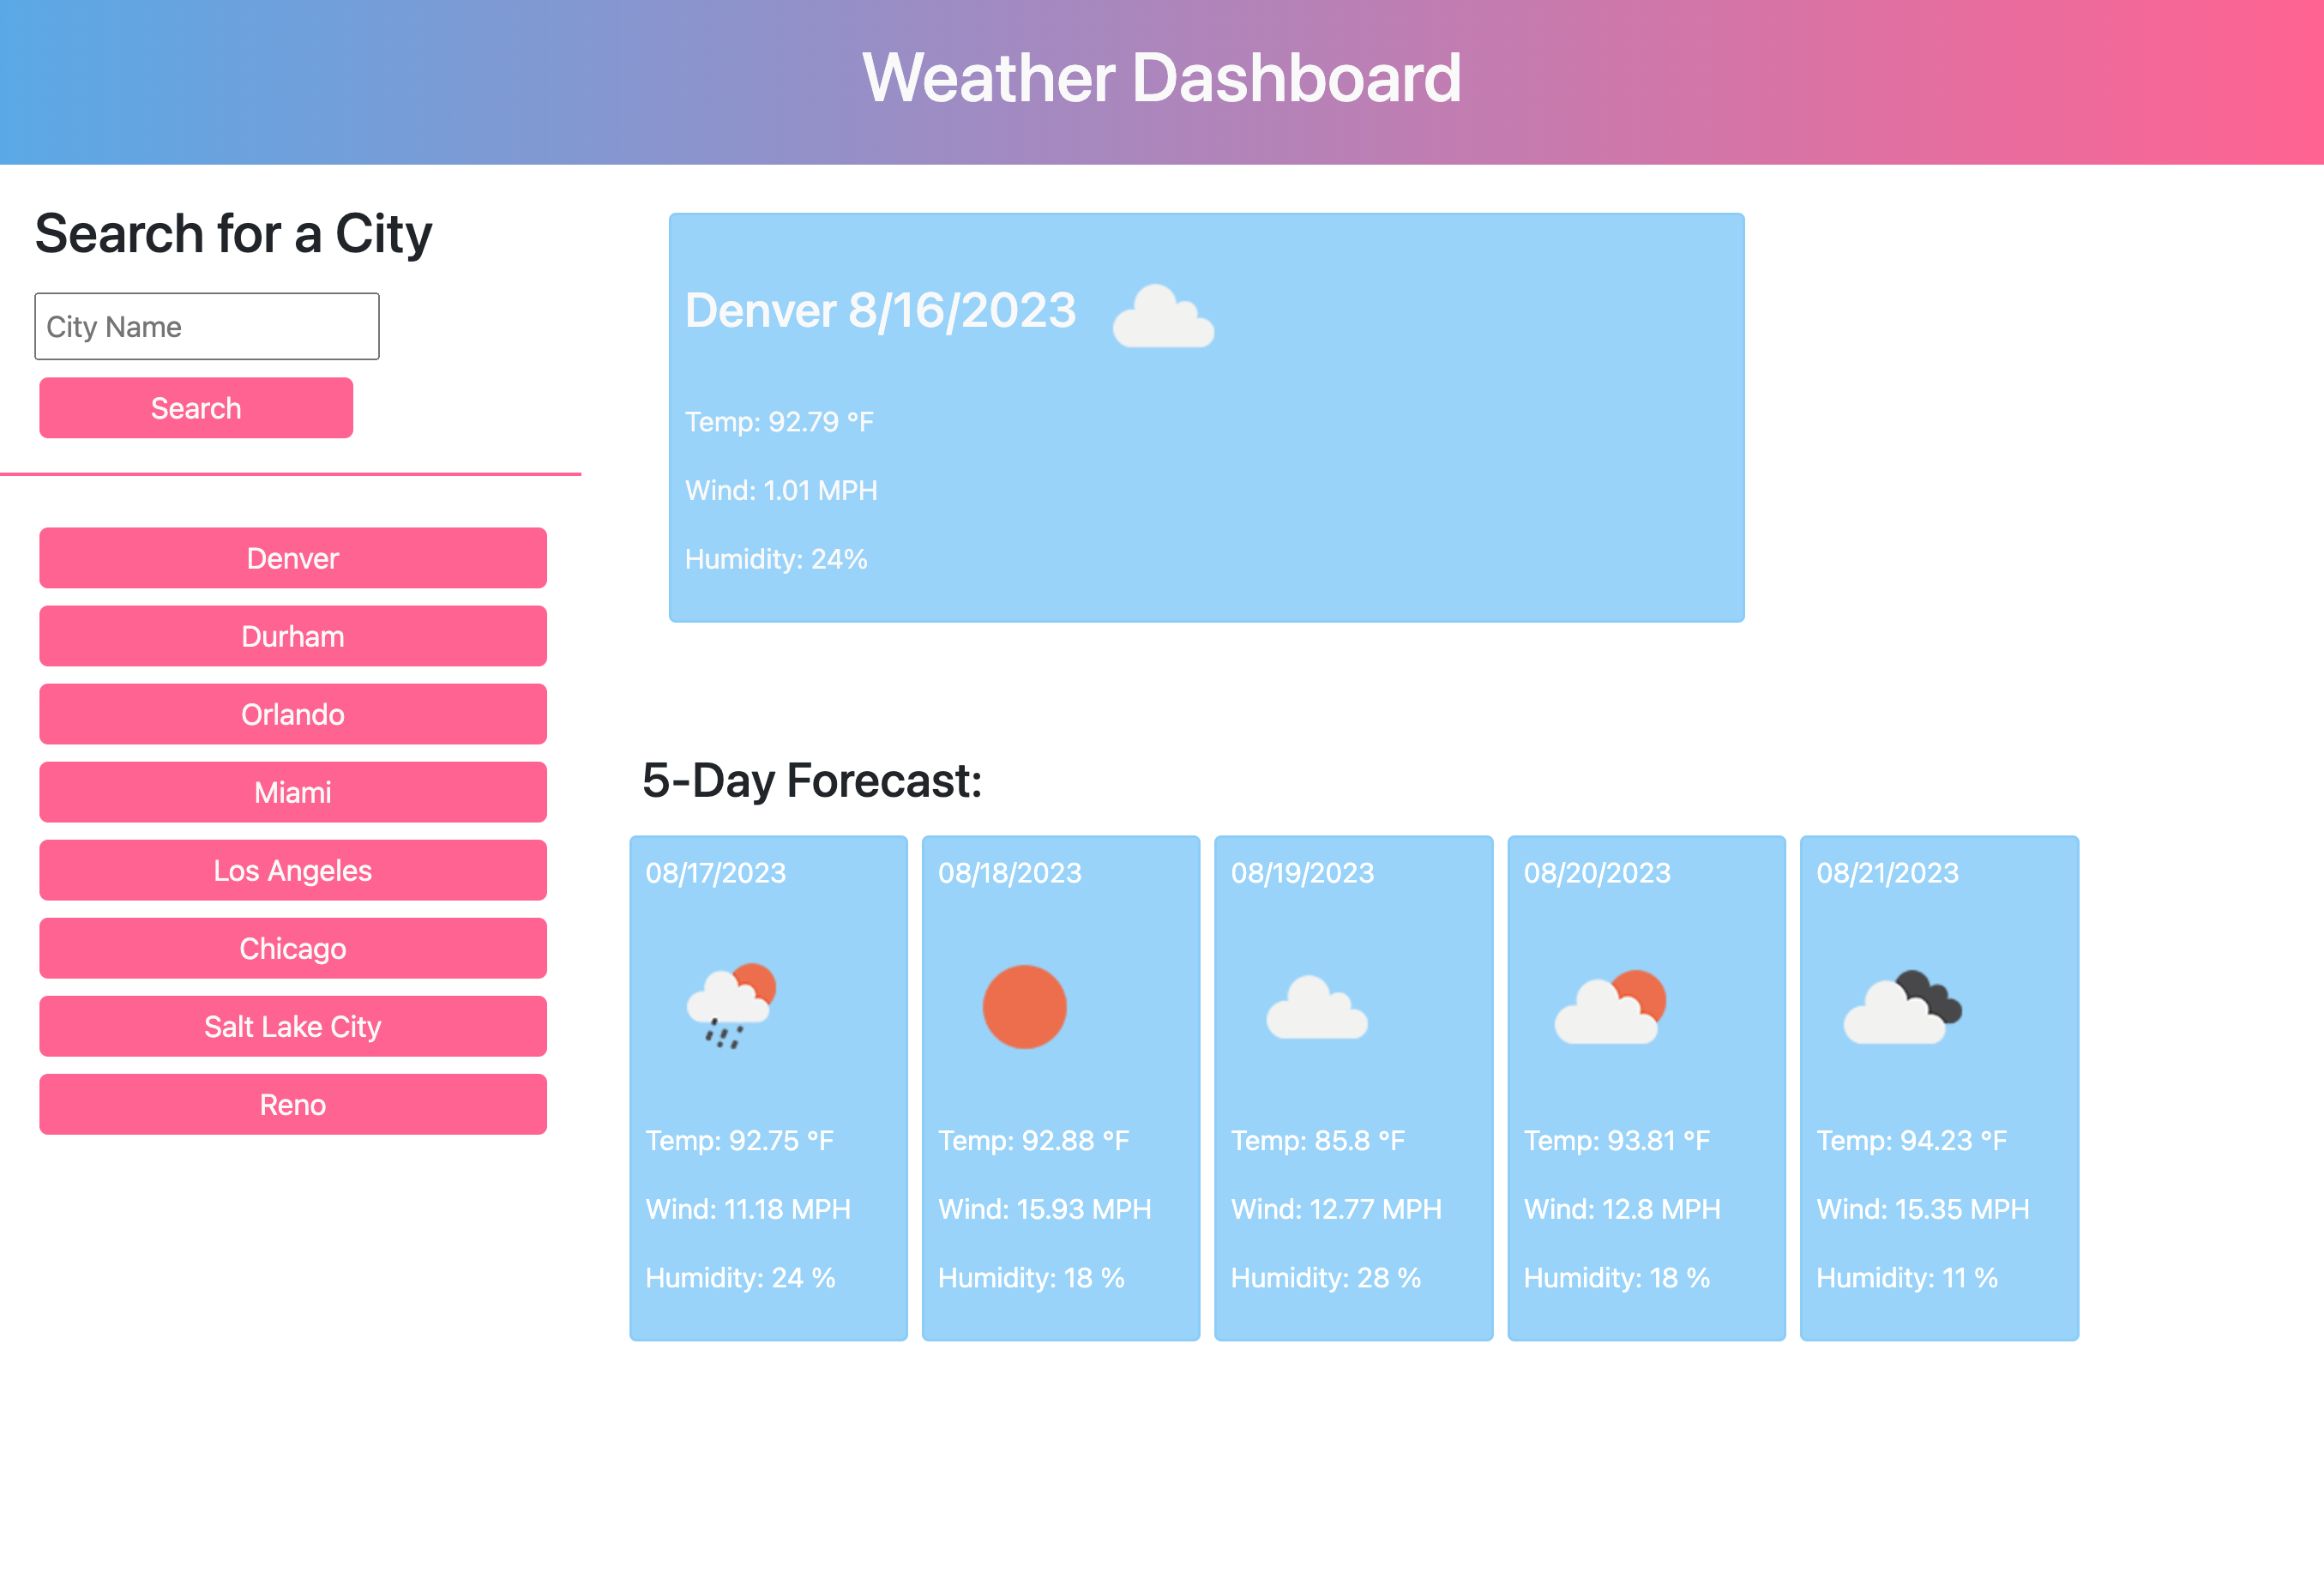 Weather Dashboard
Search for a City
City Name
Search
Denver
Durham
Orlando
Miami
Los Angeles
Chicago
Salt Lake City
Reno
Denver 8/16/2023
Temp: 92.79 °F
Wind: 1.01 MPH
Humidity: 24%
5-Day Forecast:
08/17/2023
Temp: 92.75 °F
Wind: 11.18 MPH
Humidity: 24 %
08/18/2023
Temp: 92.88 °F
Wind: 15.93 MPH
Humidity: 18 %
08/19/2023
Temp: 85.8 °F
Wind: 12.77 MPH
Humidity: 28 %
08/20/2023
Temp: 93.81 °F
Wind: 12.8 MPH
Humidity: 18 %
08/21/2023
Temp: 94.23 °F
Wind: 15.35 MPH
Humidity: 11 %